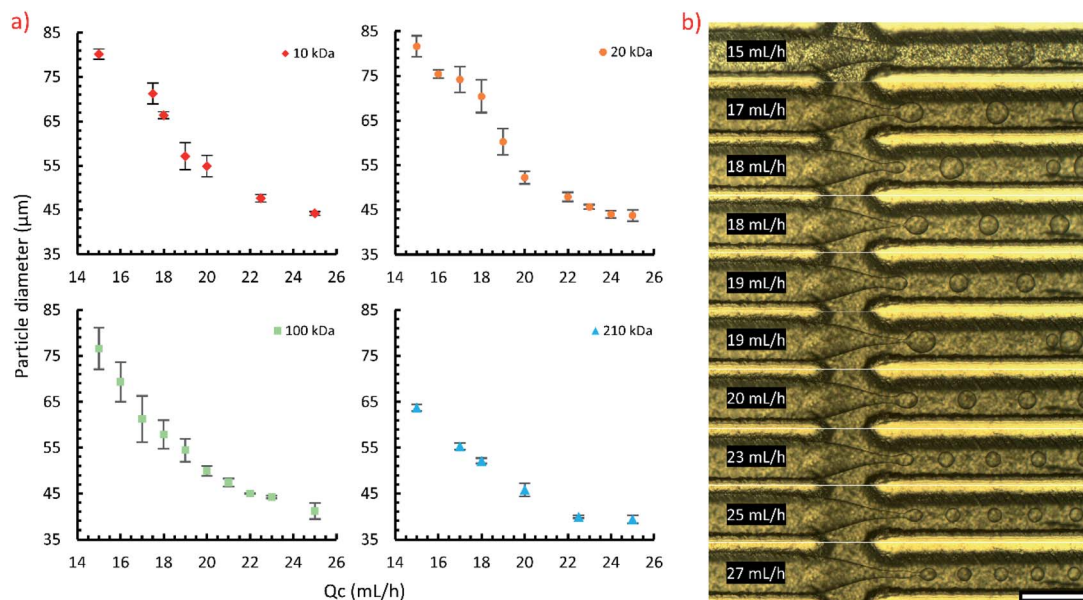 a)
Particle diameter (µm)
10 kDa
85
75
65
55
45
35
14 16 18 20 22 24 26
20 kDa
85
75
65
55
45
35
14 16 18 20 22 24 26
100 kDa
85
75
65
55
45
35
14 16 18 20 22 24 26
210 kDa
85
75
65
55
45
35
14 16 18 20 22 24 26
Qc (mL/h)
b)
15 mL/h
17 mL/h
18 mL/h
18 mL/h
19 mL/h
19 mL/h
20 mL/h
23 mL/h
25 mL/h
27 mL/h